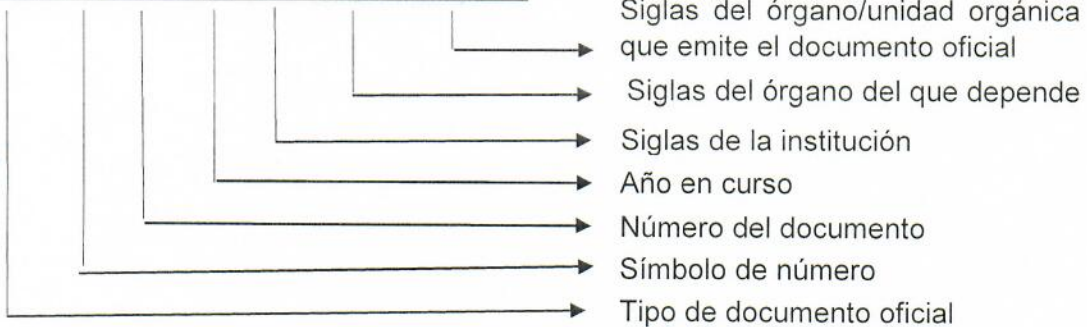 Siglas del órgano/unidad orgánica
que emite el documento oficial
Siglas del órgano del que depende
Siglas de la institución
Año en curso
Número del documento
Símbolo de número
Tipo de documento oficial